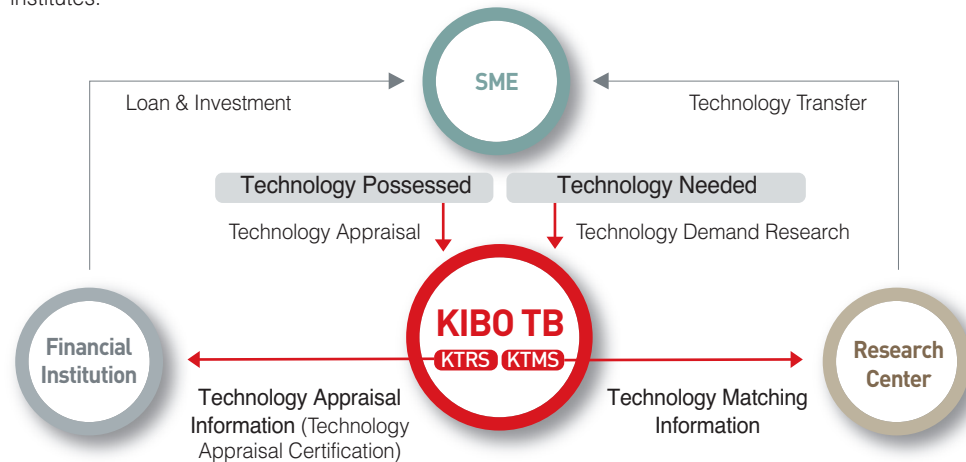 institutes.
SME
Loan & Investment
Technology Transfer
Technology Possessed
Technology Needed
Technology Appraisal
Technology Demand Research
KIBO TB
KTRS KTMS
Financial
Institution
Research
Center
Technology Appraisal
Information (Technology
Appraisal Certification)
Technology Matching
Information